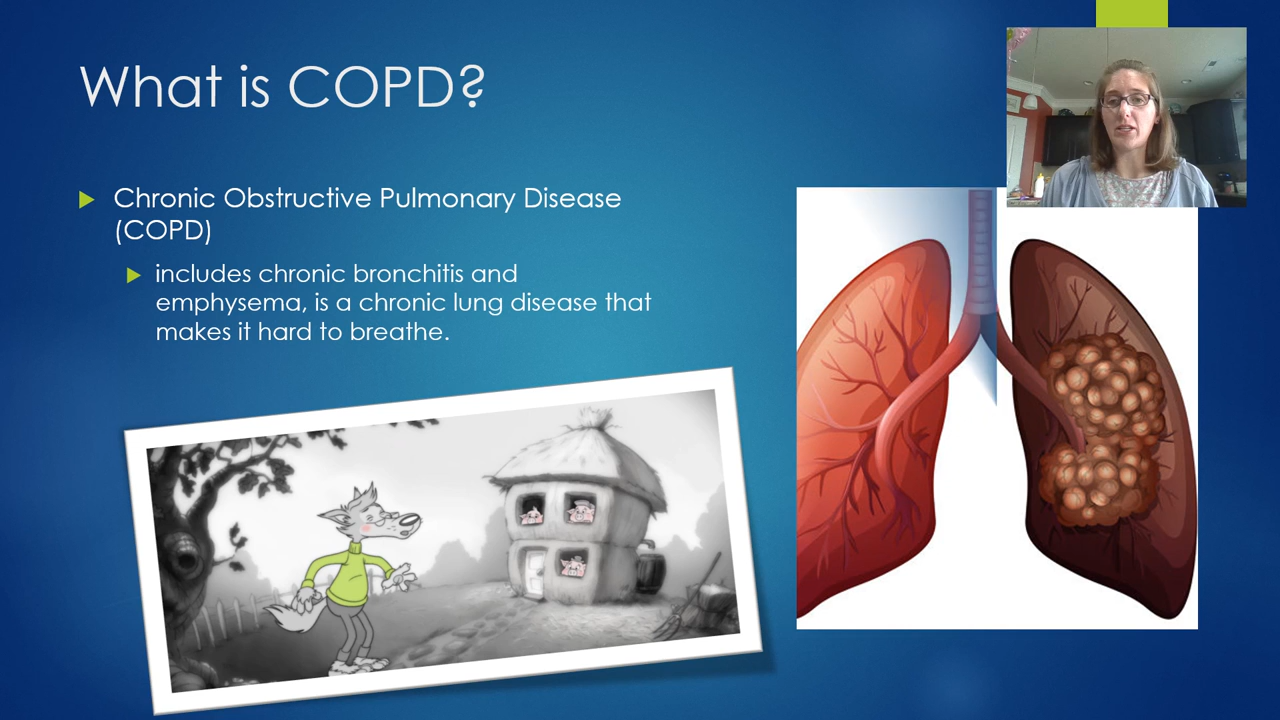 What is COPD?
Chronic Obstructive Pulmonary Disease
(COPD)
includes chronic bronchitis and
emphysema, is a chronic lung disease that
makes it hard to breathe.